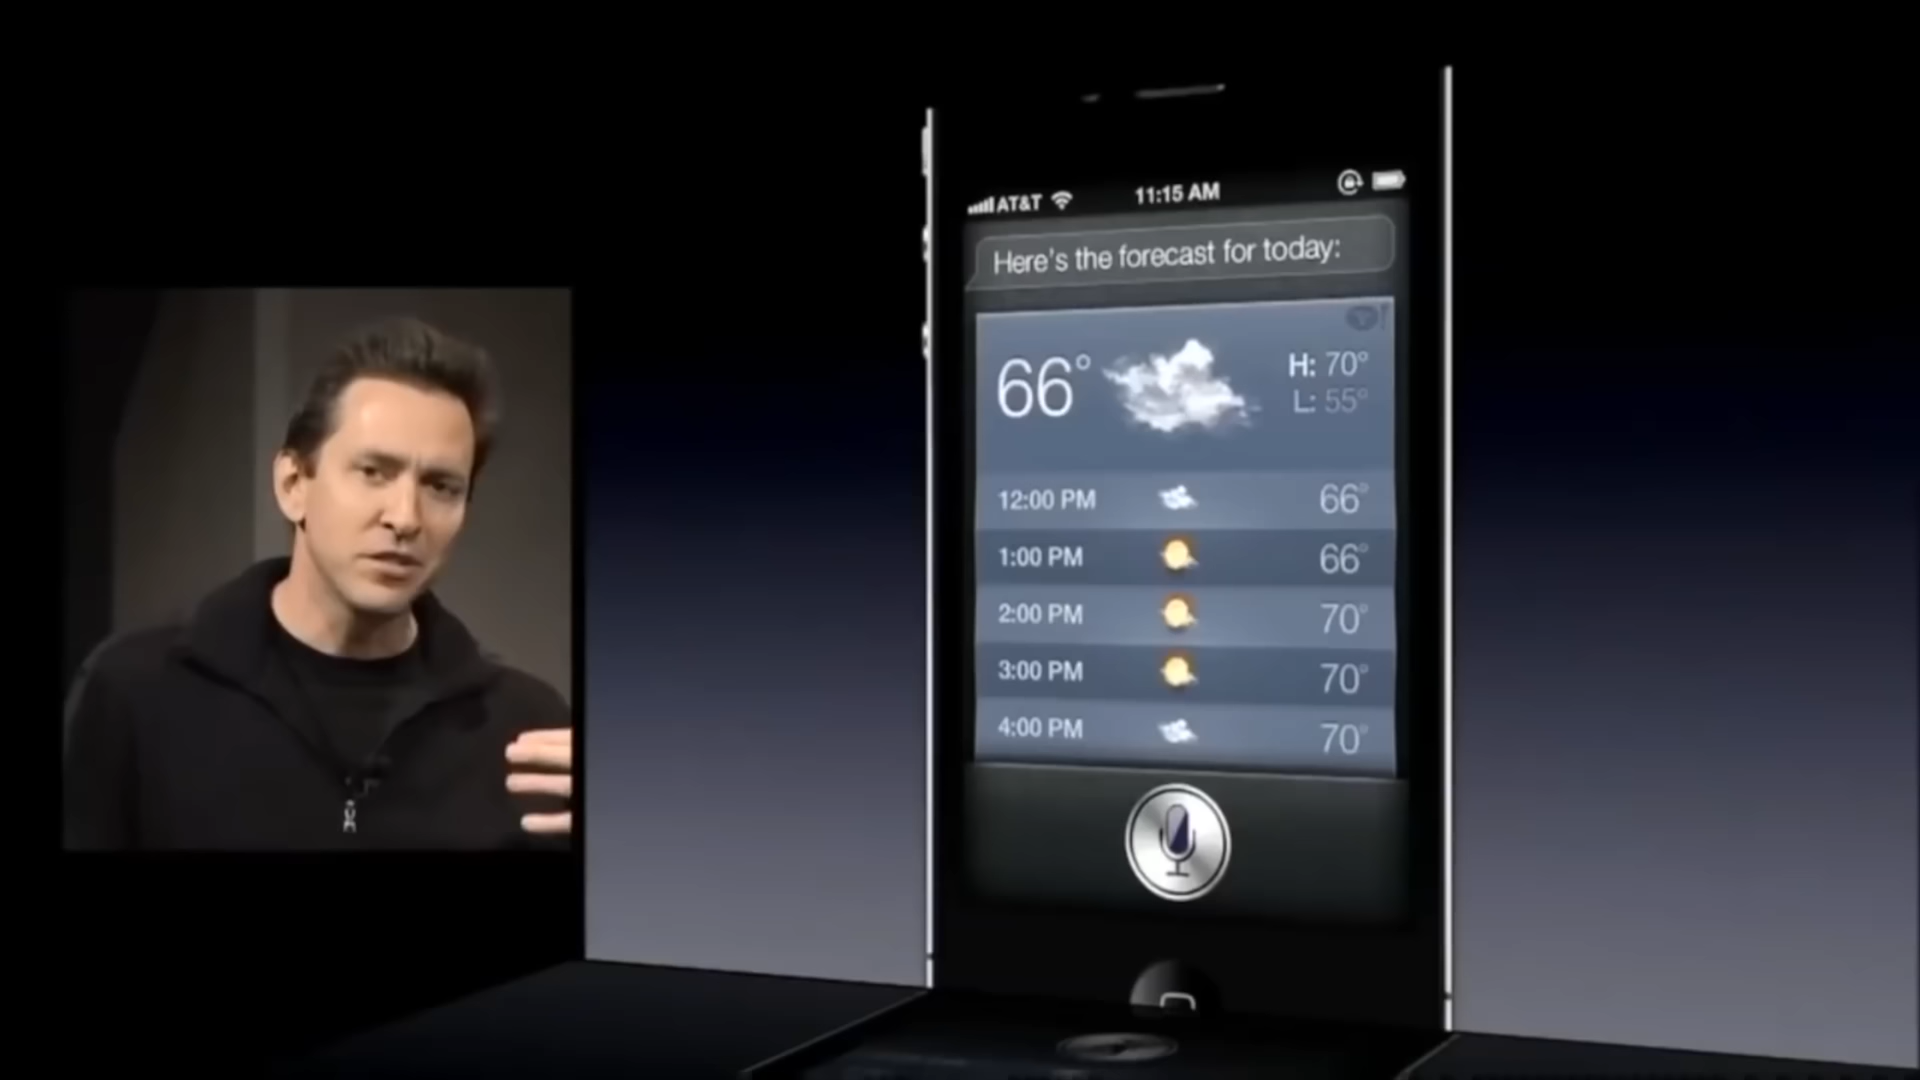 AT&T 11:15 AM
Here's the forecast for today:
66° H: 70°
L: 55°
12:00 PM 66°
1:00 PM 66°
2:00 PM 70°
3:00 PM 70°
4:00 PM 70°